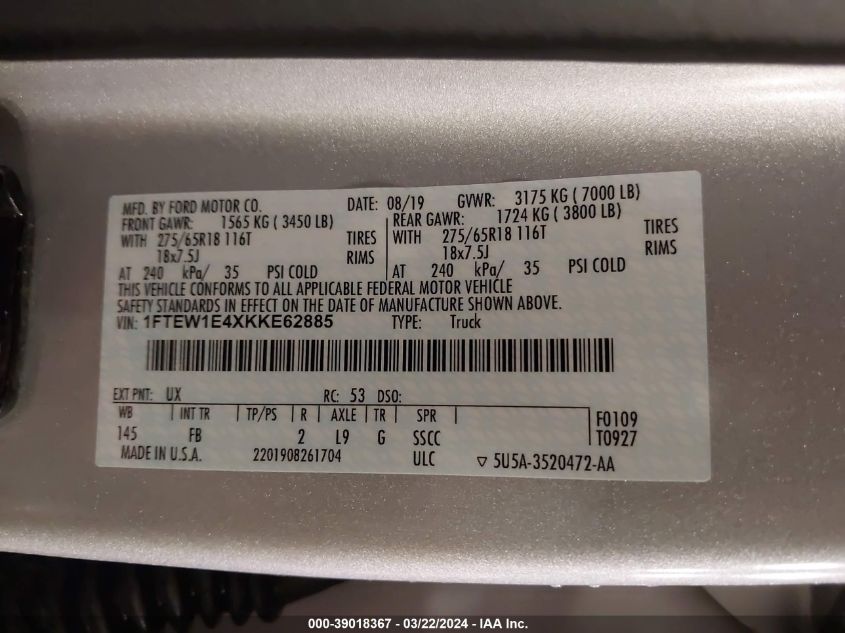 MFD. BY FORD MOTOR CO. DATE: 08/19 GVWR: 3175 KG ( 7000 LB)
FRONT GAWR: 1565 KG ( 3450 LB) REAR GAWR: 1724 KG ( 3800 LB)
WITH 275/65R18 116T TIRES WITH 275/65R18 116T TIRES
18x7.5J RIMS 18x7.5J RIMS
AT 240 kPa/ 35 PSI COLD AT 240 kPa/ 35 PSI COLD
THIS VEHICLE CONFORMS TO ALL APPLICABLE FEDERAL MOTOR VEHICLE
SAFETY STANDARDS IN EFFECT ON THE DATE OF MANUFACTURE SHOWN ABOVE.
VIN: 1FTEW1E4XKKE62885 TYPE: Truck
EXT PNT: UX RC: 53 DSO:
WB INT TR TP/PS R AXLE TR SPR F0109
145 FB 2 L9 G SSCC T0927
MADE IN U.S.A. 2201908261704 ULC ▽ 5U5A-3520472-AA
000-39018367 - 03/22/2024 - IAA Inc.